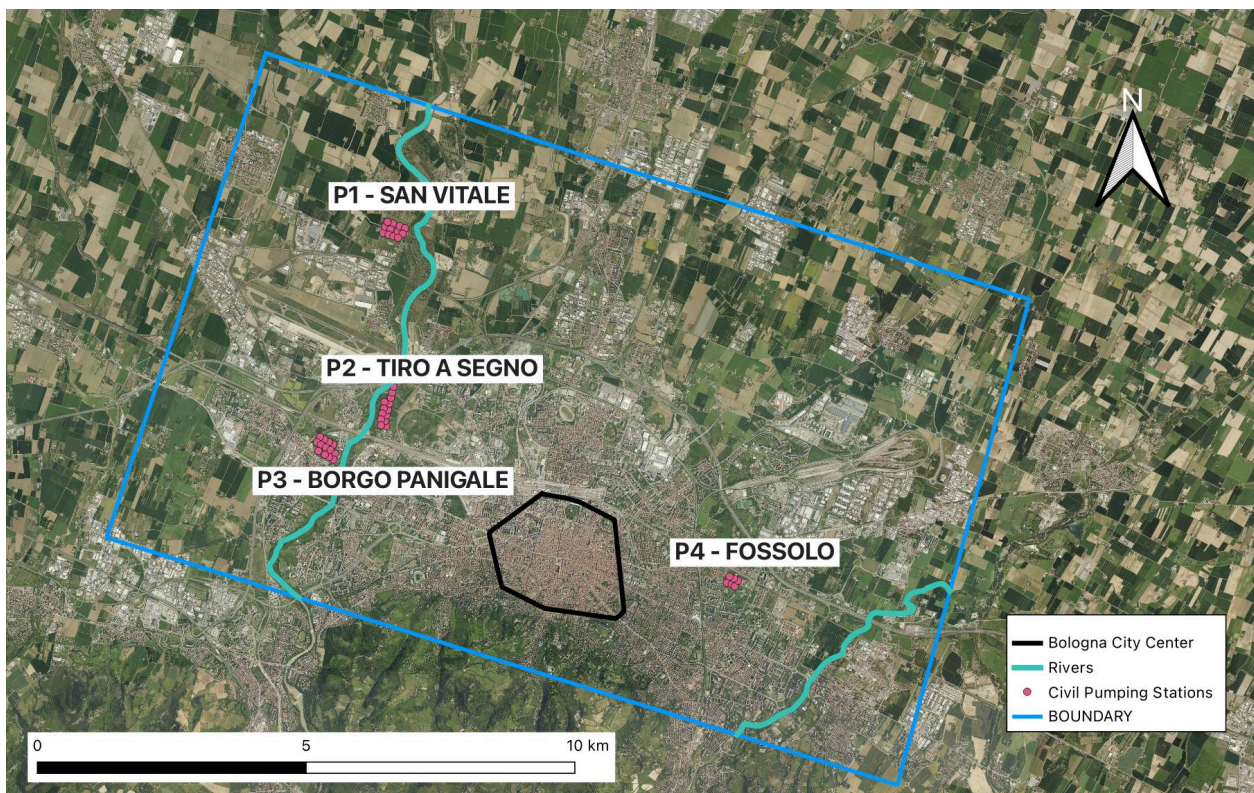 N
P1 - SAN VITALE
P2 - TIRO A SEGNO
P3 - BORGO PANIGALE
P4 - FOSSOLO
Bologna City Center
Rivers
Civil Pumping Stations
BOUNDARY
0 5 10 km